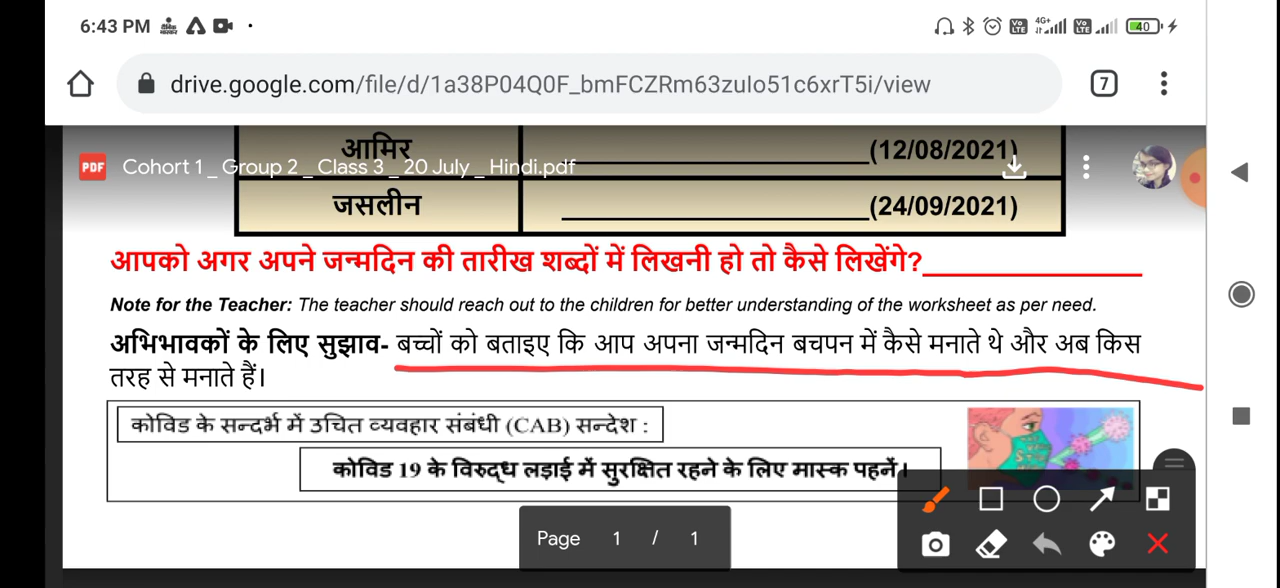 6:43 PM
4G+
40
drive.google.com/file/d/1a38P04Q0F_bmFCZRm63zuIo51c6xrT5i/view
7
आमिर (12/08/2021)
PDF Cohort 1 _ Group 2 _ Class 3 _ 20 July _ Hindi.pdf
जसलीन (24/09/2021)
आपको अगर अपने जन्मदिन की तारीख शब्दों में लिखनी हो तो कैसे लिखेंगे?
Note for the Teacher: The teacher should reach out to the children for better understanding of the worksheet as per need.
अभिभावकों के लिए सुझाव- बच्चों को बताइए कि आप अपना जन्मदिन बचपन में कैसे मनाते थे और अब किस
तरह से मनाते हैं।
कोविड के सन्दर्भ में उचित व्यवहार संबंधी (CAB) सन्देश :
कोविड 19 के विरुद्ध लड़ाई में सुरक्षित रहने के लिए मास्क पहनें।
Page 1 / 1